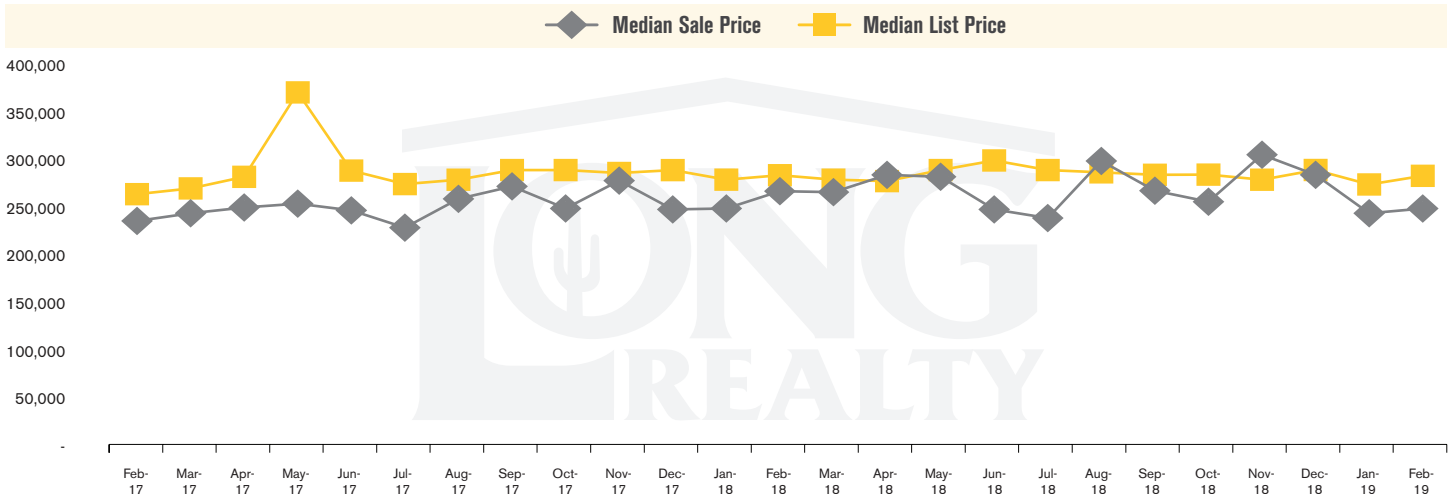 Median Sale Price Median List Price
400,000
350,000
300,000
250,000
200,000
150,000
100,000
50,000
-
LONG
REALTY
Feb-17 Mar-17 Apr-17 May-17 Jun-17 Jul-17 Aug-17 Sep-17 Oct-17 Nov-17 Dec-17 Jan-18 Feb-18 Mar-18 Apr-18 May-18 Jun-18 Jul-18 Aug-18 Sep-18 Oct-18 Nov-18 Dec-18 Jan-19 Feb-19